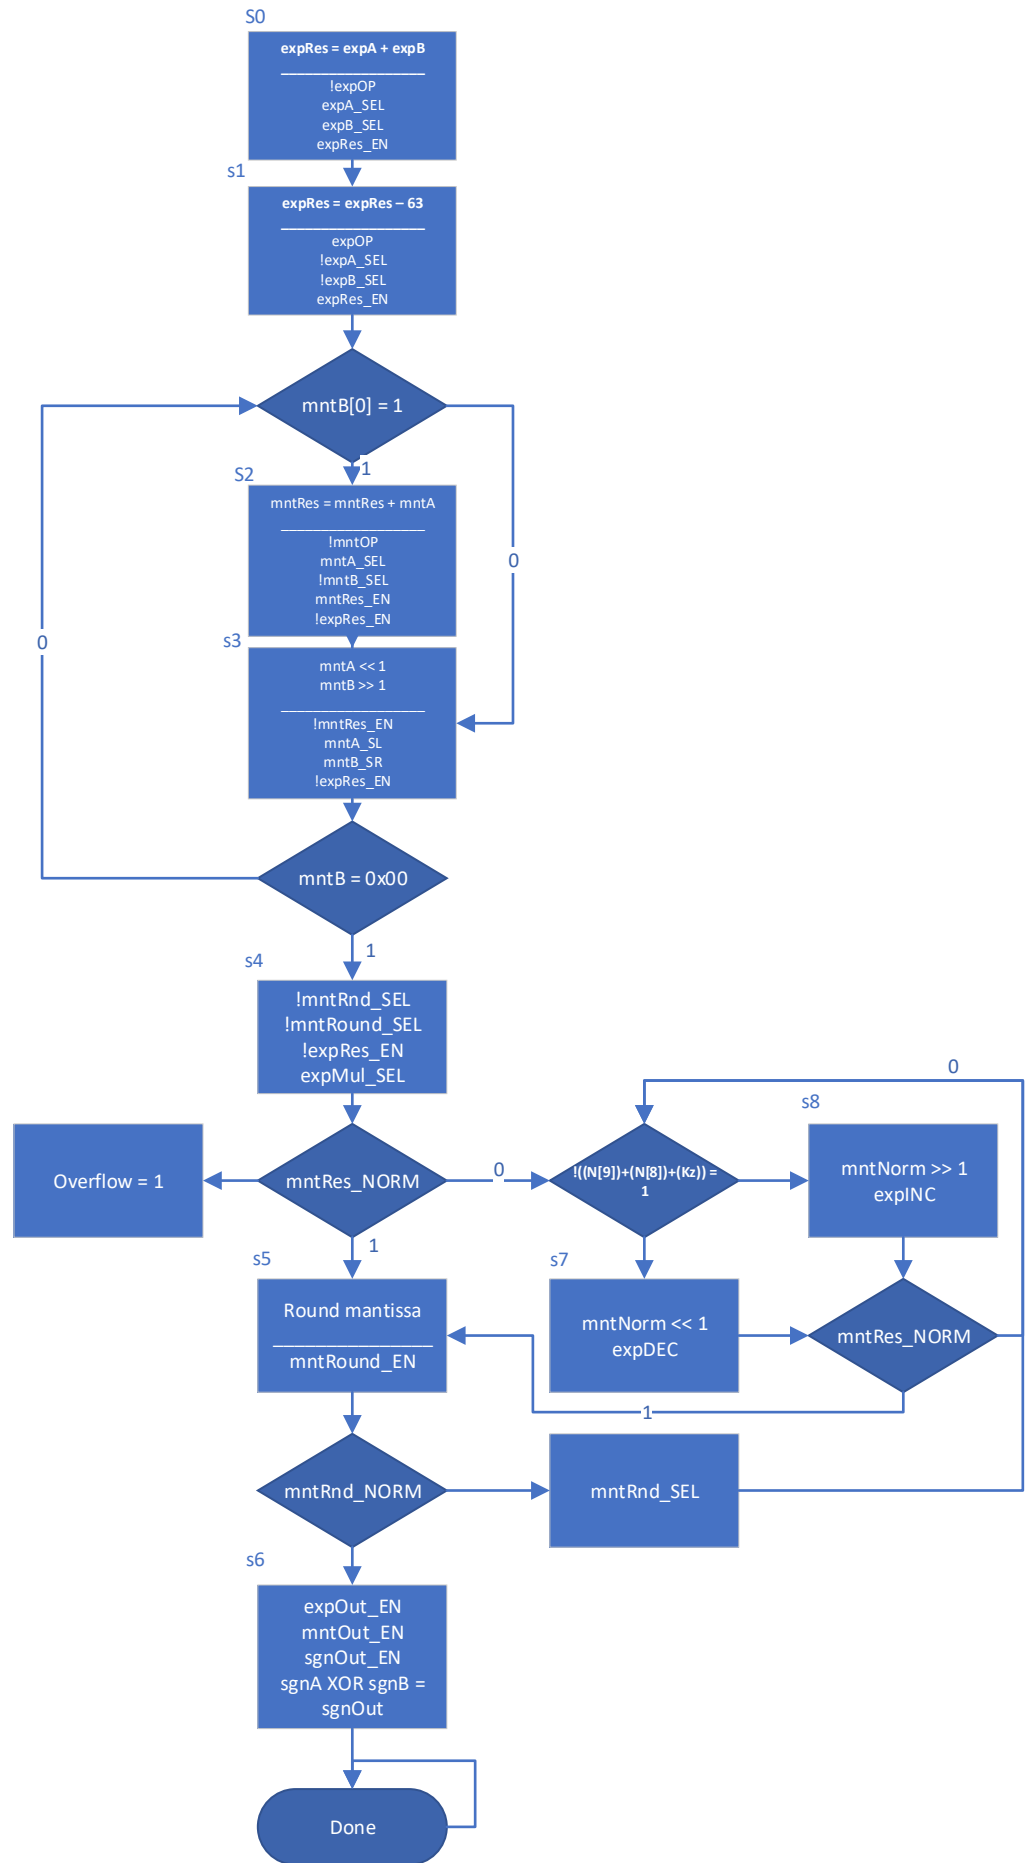 S0
expRes = expA + expB
!expOP
expA_SEL
expB_SEL
expRes_EN
s1
expRes = expRes – 63
expOP
!expA_SEL
!expB_SEL
expRes_EN
mntB[0] = 1
1
0
S2
mntRes = mntRes + mntA
!mntOP
mntA_SEL
!mntB_SEL
mntRes_EN
!expRes_EN
0
s3
mntA << 1
mntB >> 1
!mntRes_EN
mntA_SL
mntB_SR
!expRes_EN
mntB = 0x00
1
s4
!mntRnd_SEL
!mntRound_SEL
!expRes_EN
expMul_SEL
0
s8
Overflow = 1
mntRes_NORM
0
1
!((N[9])+(N[8])+(Kz)) =
1
mntNorm >> 1
expINC
s5
Round mantissa
mntRound_EN
s7
mntNorm << 1
expDEC
mntRes_NORM
1
mntRnd_NORM
mntRnd_SEL
s6
expOut_EN
mntOut_EN
sgnOut_EN
sgnA XOR sgnB =
sgnOut
Done